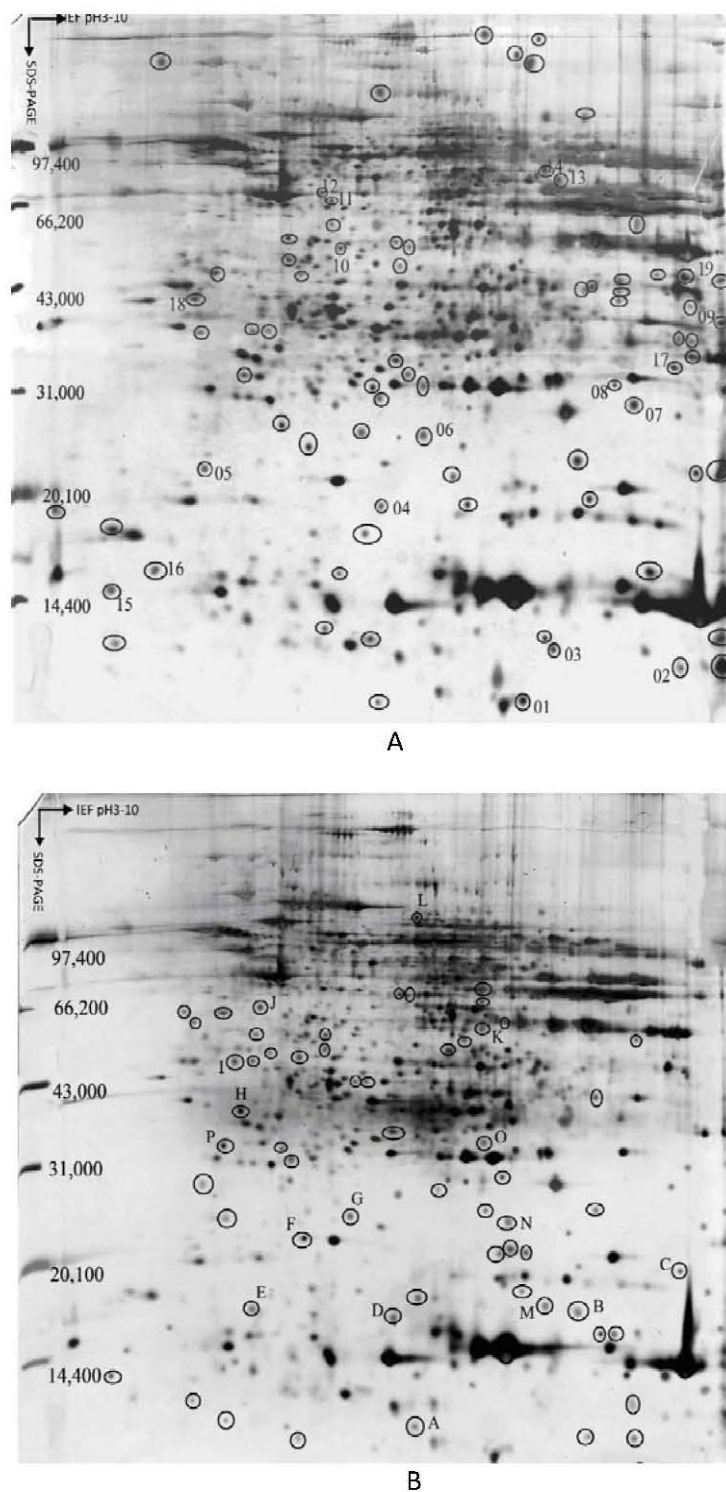 IEF pH3-10
SDS-PAGE
97,400
14
13
12
11
66,200
10
19
43,000
18
09
17
31,000
08
07
06
05
20,100
04
16
15
14,400
03
02
01
A
IEF pH3-10
SDS-PAGE
L
97,400
66,200
J
K
I
43,000
H
P
O
31,000
G
N
F
20,100
C
E
D
M
B
14,400
A
B